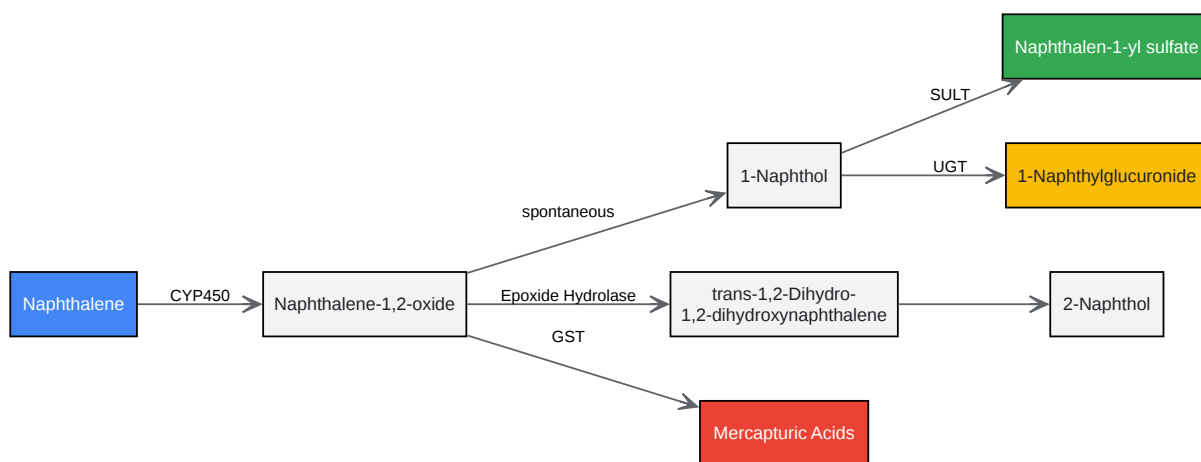 Naphthalen-1-yl sulfate
SULT
1-Naphthol
UGT
1-Naphthylglucuronide
spontaneous
Naphthalene
CYP450
Naphthalene-1,2-oxide
Epoxide Hydrolase
trans-1,2-Dihydro-
1,2-dihydroxynaphthalene
2-Naphthol
GST
Mercapturic Acids